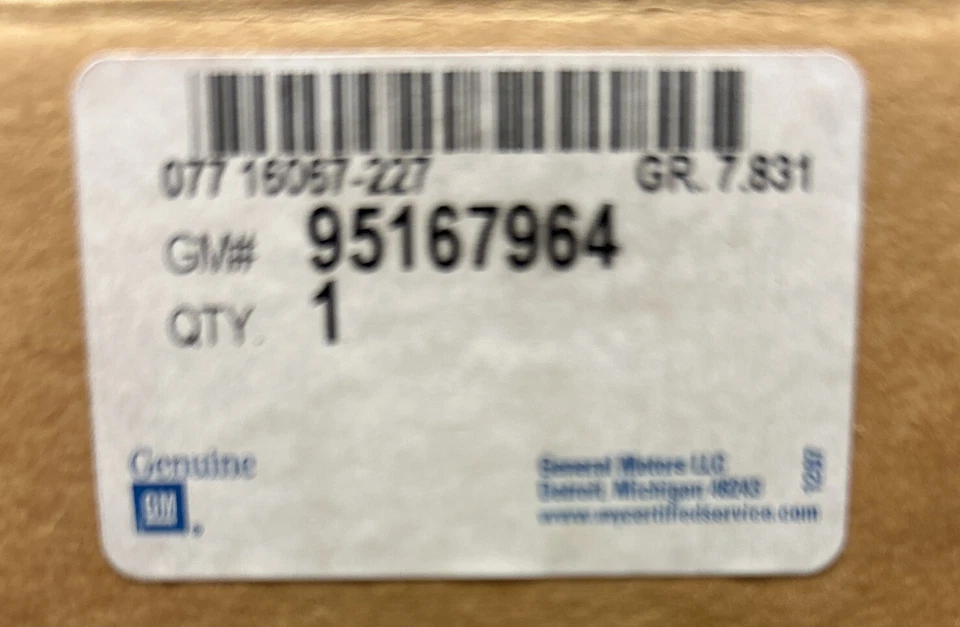 077 16067-227 GR. 7.831
GM# 95167964
QTY. 1
Genuine
GM
General Motors LLC
Detroit, Michigan 48243
www.mycertifiedservice.com